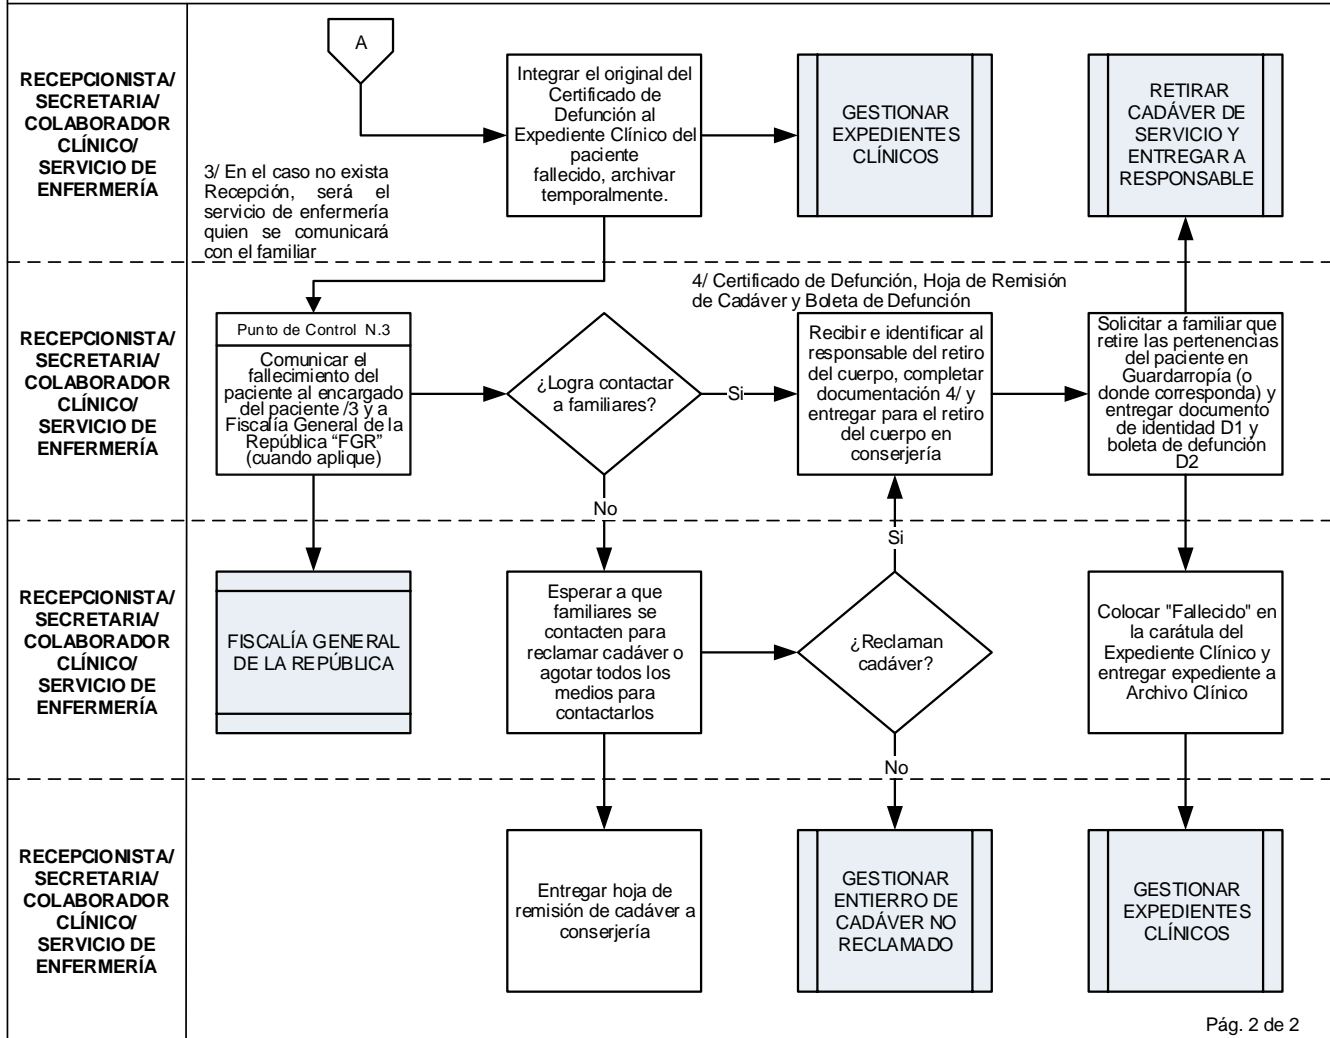 A
RECEPCIONISTA/
SECRETARIA/
COLABORADOR
CLÍNICO/
SERVICIO DE
ENFERMERÍA
3/ En el caso no exista
Recepción, será el
servicio de enfermería
quien se comunicará
con el familiar
Integrar el original del
Certificado de
Defunción al
Expediente Clínico del
paciente
fallecido, archivar
temporalmente.
GESTIONAR
EXPEDIENTES
CLÍNICOS
RETIRAR
CADÁVER DE
SERVICIO Y
ENTREGAR A
RESPONSABLE
RECEPCIONISTA/
SECRETARIA/
COLABORADOR
CLÍNICO/
SERVICIO DE
ENFERMERÍA
Punto de Control N.3
Comunicar el
fallecimiento del
paciente al encargado
del paciente /3 y a
Fiscalía General de la
República “FGR”
(cuando aplique)
¿Logra contactar
a familiares?
Si
No
4/ Certificado de Defunción, Hoja de Remisión
de Cadáver y Boleta de Defunción
Recibir e identificar al
responsable del retiro
del cuerpo, completar
documentación 4/ y
entregar para el retiro
del cuerpo en
conserjería
Solicitar a familiar que
retire las pertenencias
del paciente en
Guardarropía (o
donde corresponda) y
entregar documento
de identidad D1 y
boleta de defunción
D2
RECEPCIONISTA/
SECRETARIA/
COLABORADOR
CLÍNICO/
SERVICIO DE
ENFERMERÍA
FISCALÍA GENERAL
DE LA REPÚBLICA
Esperar a que
familiares se
contacten para
reclamar cadáver o
agotar todos los
medios para
contactarlos
Si
¿Reclaman
cadáver?
No
Colocar "Fallecido" en
la carátula del
Expediente Clínico y
entregar expediente a
Archivo Clínico
RECEPCIONISTA/
SECRETARIA/
COLABORADOR
CLÍNICO/
SERVICIO DE
ENFERMERÍA
Entregar hoja de
remisión de cadáver a
conserjería
GESTIONAR
ENTIERRO DE
CADÁVER NO
RECLAMADO
GESTIONAR
EXPEDIENTES
CLÍNICOS
Pág. 2 de 2